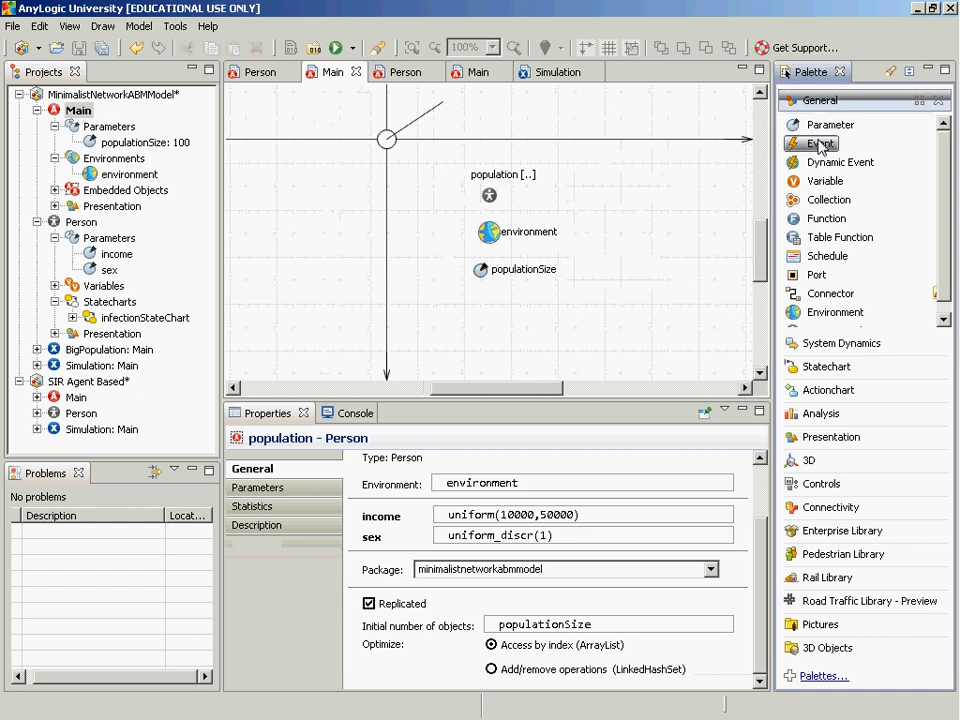 AnyLogic University [EDUCATIONAL USE ONLY]
File Edit View Draw Model Tools Help
100% Get Support...
Projects
MinimalistNetworkABMModel*
Main
Parameters
populationSize: 100
Environments
environment
Embedded Objects
Presentation
Person
Parameters
income
sex
Variables
Statecharts
infectionStateChart
Presentation
BigPopulation: Main
Simulation: Main
SIR Agent Based*
Main
Person
Simulation: Main
Problems
No problems
Description Locat...
Person Main Person Main Simulation
population [..]
environment
populationSize
Properties Console
population - Person
General
Parameters
Statistics
Description
Type: Person
Environment: environment
income uniform(10000,50000)
sex uniform_discr(1)
Package: minimalistnetworkabmmodel
Replicated
Initial number of objects: populationSize
Optimize: Access by index (ArrayList)
Add/remove operations (LinkedHashSet)
Palette
General
Parameter
Event
Dynamic Event
Variable
Collection
Function
Table Function
Schedule
Port
Connector
Environment
System Dynamics
Statechart
Actionchart
Analysis
Presentation
3D
Controls
Connectivity
Enterprise Library
Pedestrian Library
Rail Library
Road Traffic Library - Preview
Pictures
3D Objects
Palettes...